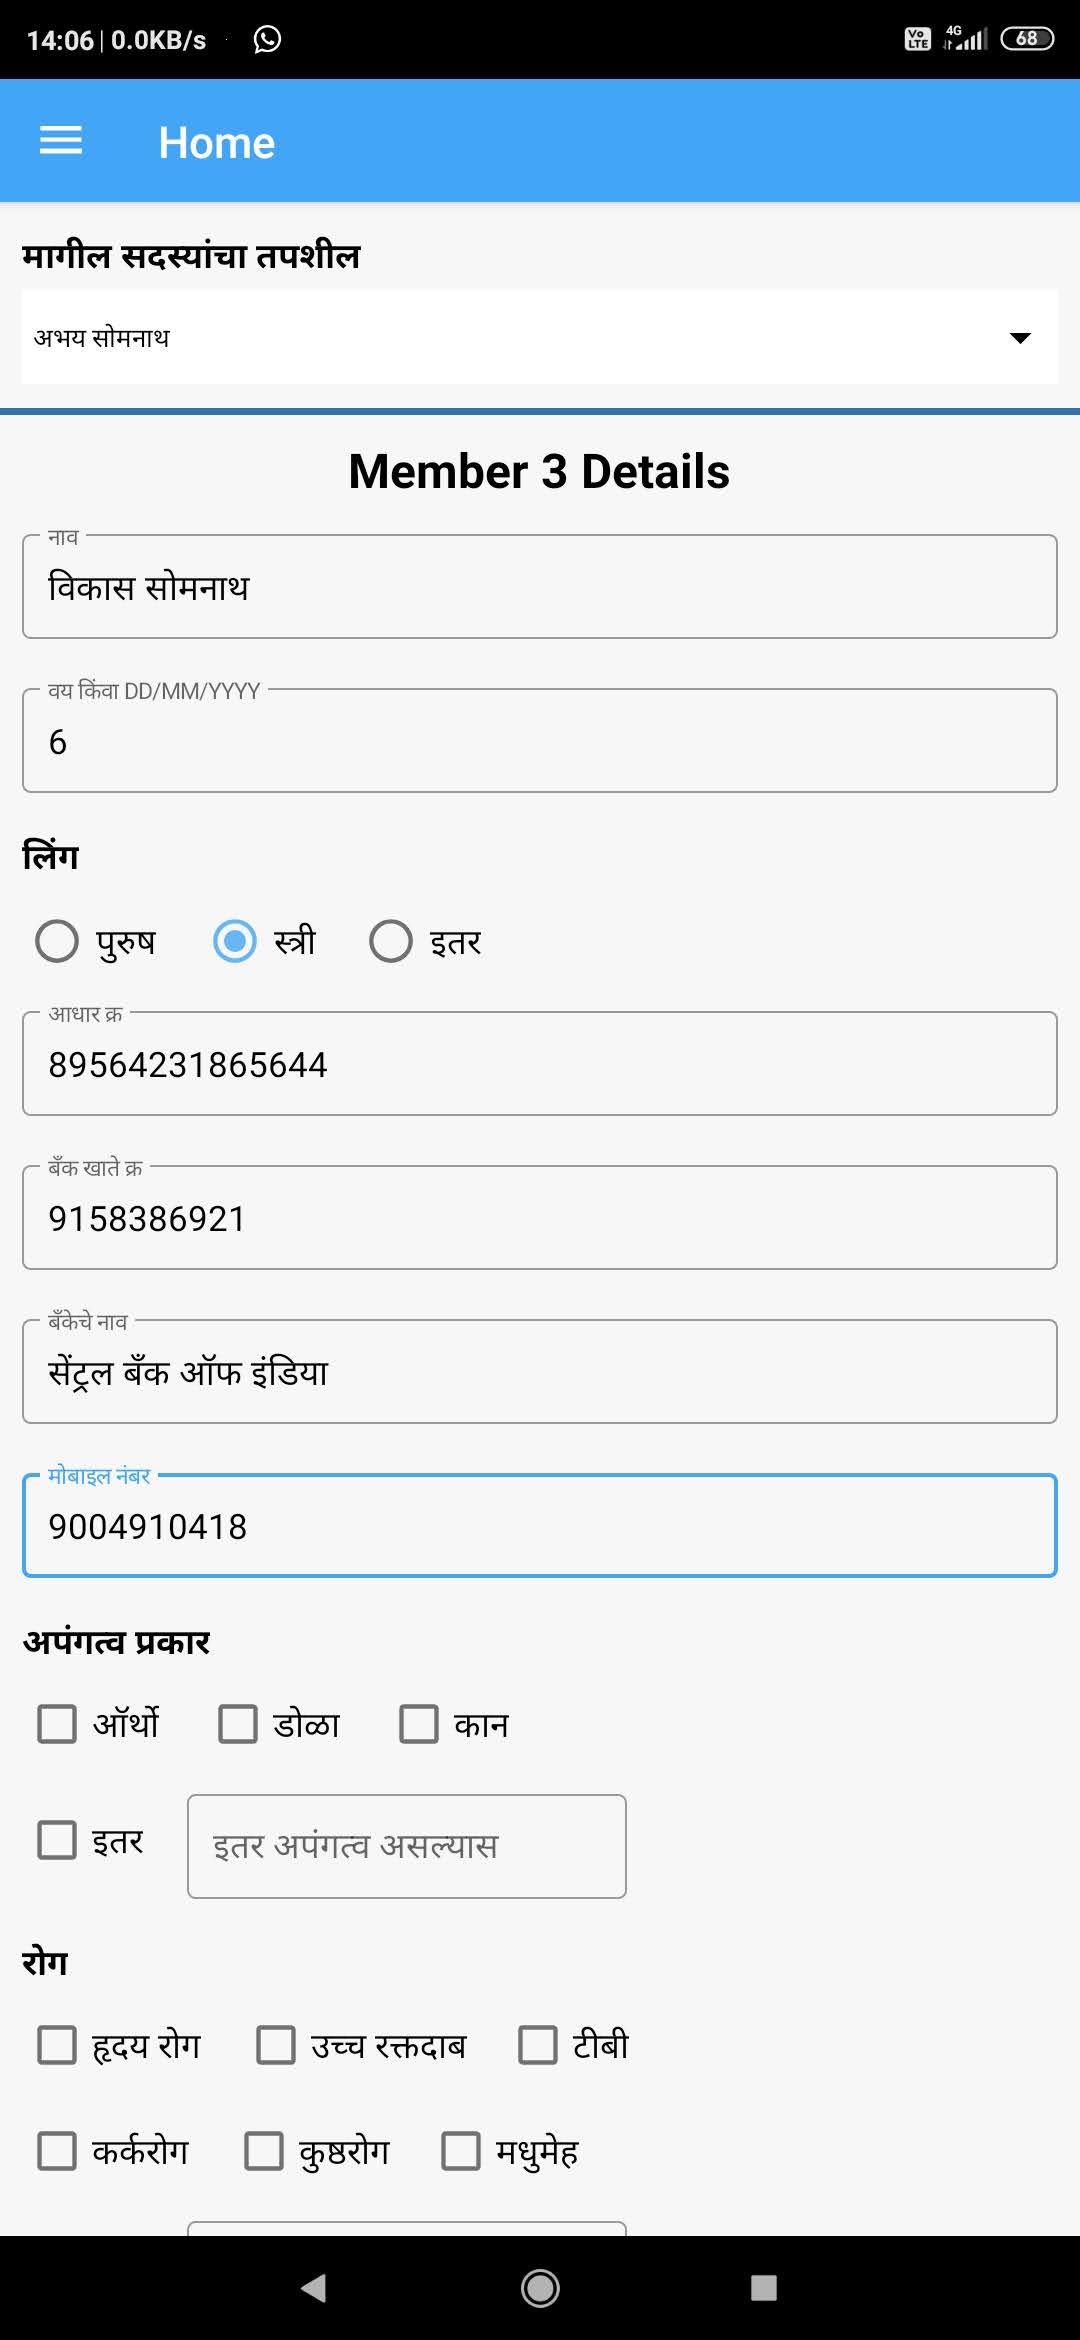 14:06 | 0.0KB/s
Vo LTE 4G 68
Home
मागील सदस्यांचा तपशील
अभय सोमनाथ
Member 3 Details
नाव
विकास सोमनाथ
वय किंवा DD/MM/YYYY
6
लिंग
पुरुष स्त्री इतर
आधार क्र
89564231865644
बँक खाते क्र
9158386921
बँकेचे नाव
सेंट्रल बँक ऑफ इंडिया
मोबाइल नंबर
9004910418
अपंगत्व प्रकार
ऑर्थो डोळा कान
इतर इतर अपंगत्व असल्यास
रोग
हृदय रोग उच्च रक्तदाब टीबी
कर्करोग कुष्ठरोग मधुमेह